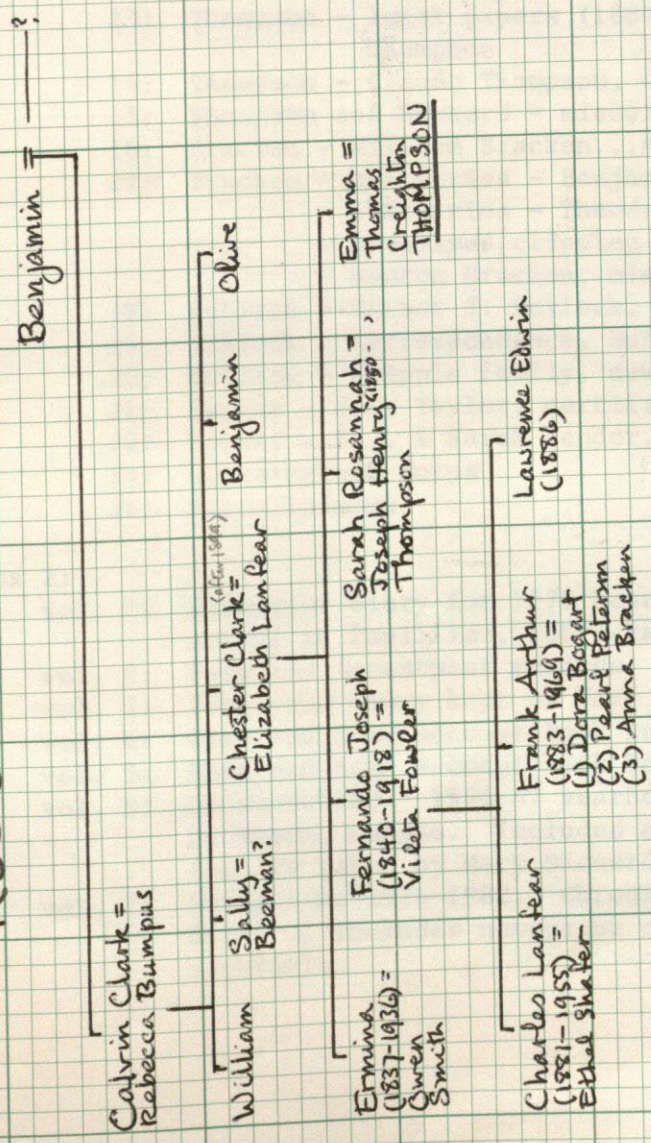 Benjamin = ?
Calvin Clark =
Rebecca Bumpus
William
Sally =
Beeman?
Chester Clark =
Elizabeth Lanfear
Benjamin
Olive
Ermina
(1837-1936) =
Owen
Smith
Fernando Joseph
(1840-1918) =
Vileta Fowler
Sarah Rosannah =
Joseph Henry (1850-
Thompson
Emma =
Thomas
Creighton
THOMPSON
Charles Lanfear
(1881-1955) =
Ethel Shafer
Frank Arthur
(1883-1969) =
(1) Dora Bogart
(2) Pearl Peterson
(3) Anna Bracken
Lawrence Edwin
(1886)